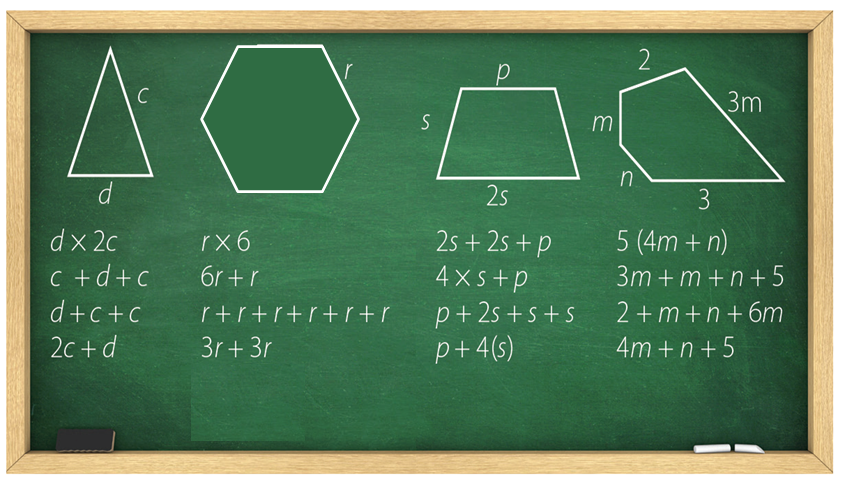 c
d
r
p
s
2s
2
3m
m
n
3
d × 2c
c + d + c
d + c + c
2c + d
r × 6
6r + r
r + r + r + r + r + r
3r + 3r
2s + 2s + p
4 × s + p
p + 2s + s + s
p + 4(s)
5 (4m + n)
3m + m + n + 5
2 + m + n + 6m
4m + n + 5